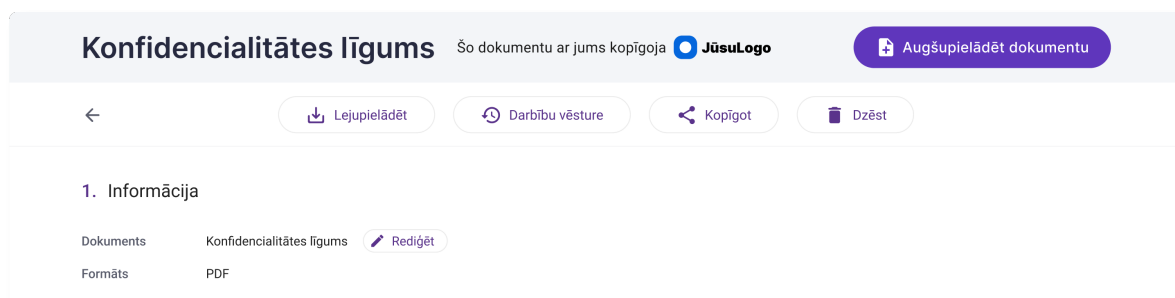 Konfidencialitātes līgums Šo dokumentu ar jums kopīgoja JūsuLogo Augšupielādēt dokumentu
Lejupielādēt Darbību vēsture Kopīgot Dzēst
1. Informācija
Dokuments Konfidencialitātes līgums Rediģēt
Formāts PDF